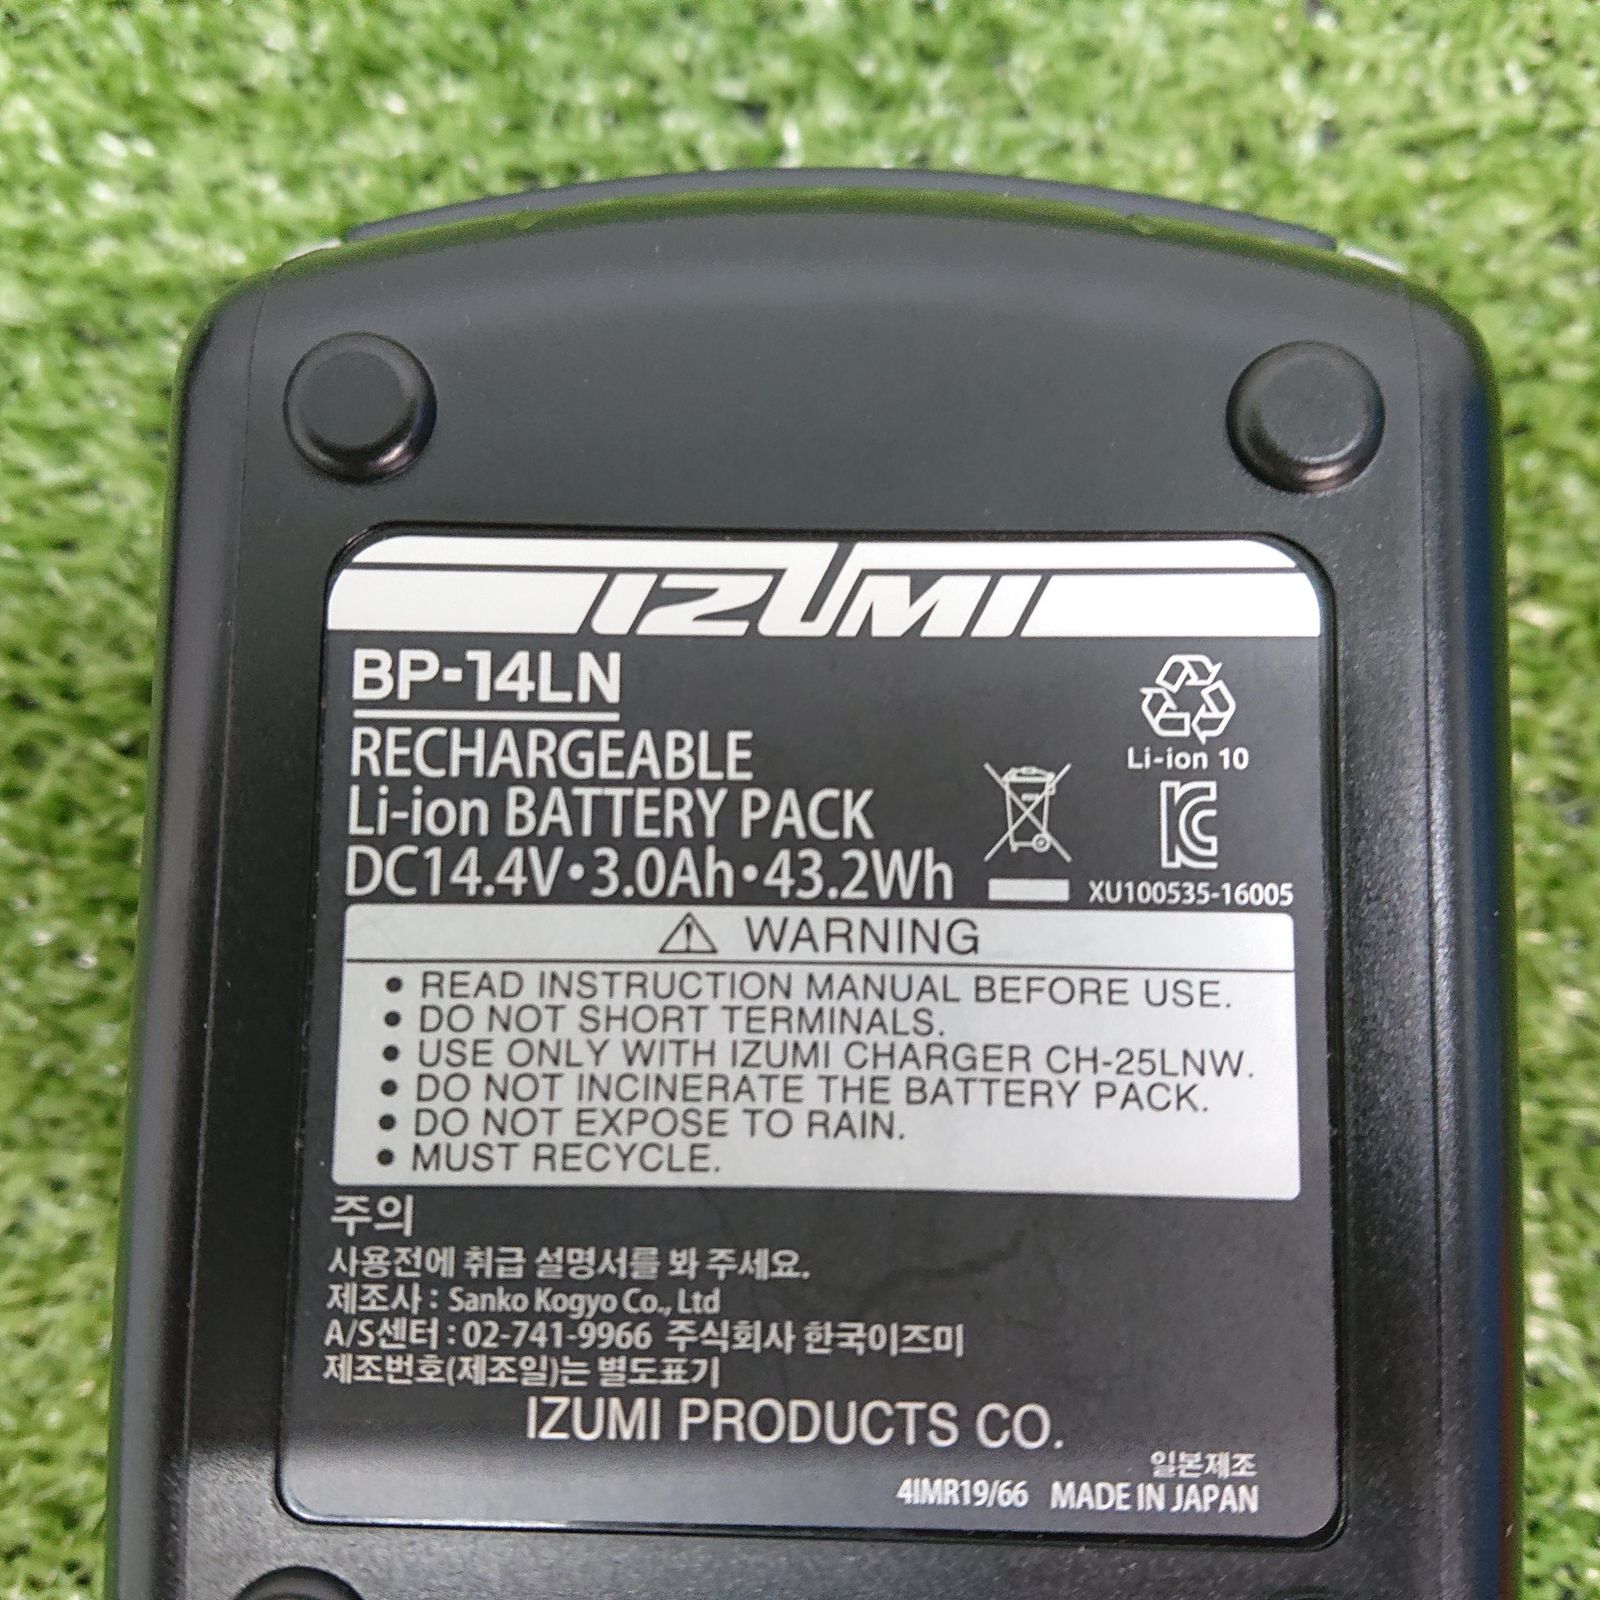 IZUMI
BP-14LN
RECHARGEABLE
Li-ion BATTERY PACK
DC14.4V•3.0Ah•43.2Wh
Li-ion 10
XU100535-16005
WARNING
• READ INSTRUCTION MANUAL BEFORE USE.
• DO NOT SHORT TERMINALS.
• USE ONLY WITH IZUMI CHARGER CH-25LNW.
• DO NOT INCINERATE THE BATTERY PACK.
• DO NOT EXPOSE TO RAIN.
• MUST RECYCLE.
주의
사용전에 취급 설명서를 봐 주세요.
제조사 : Sanko Kogyo Co., Ltd
A/S센터 : 02-741-9966 주식회사 한국이즈미
제조번호(제조일)는 별도표기
IZUMI PRODUCTS CO.
일본제조
4IMR19/66 MADE IN JAPAN